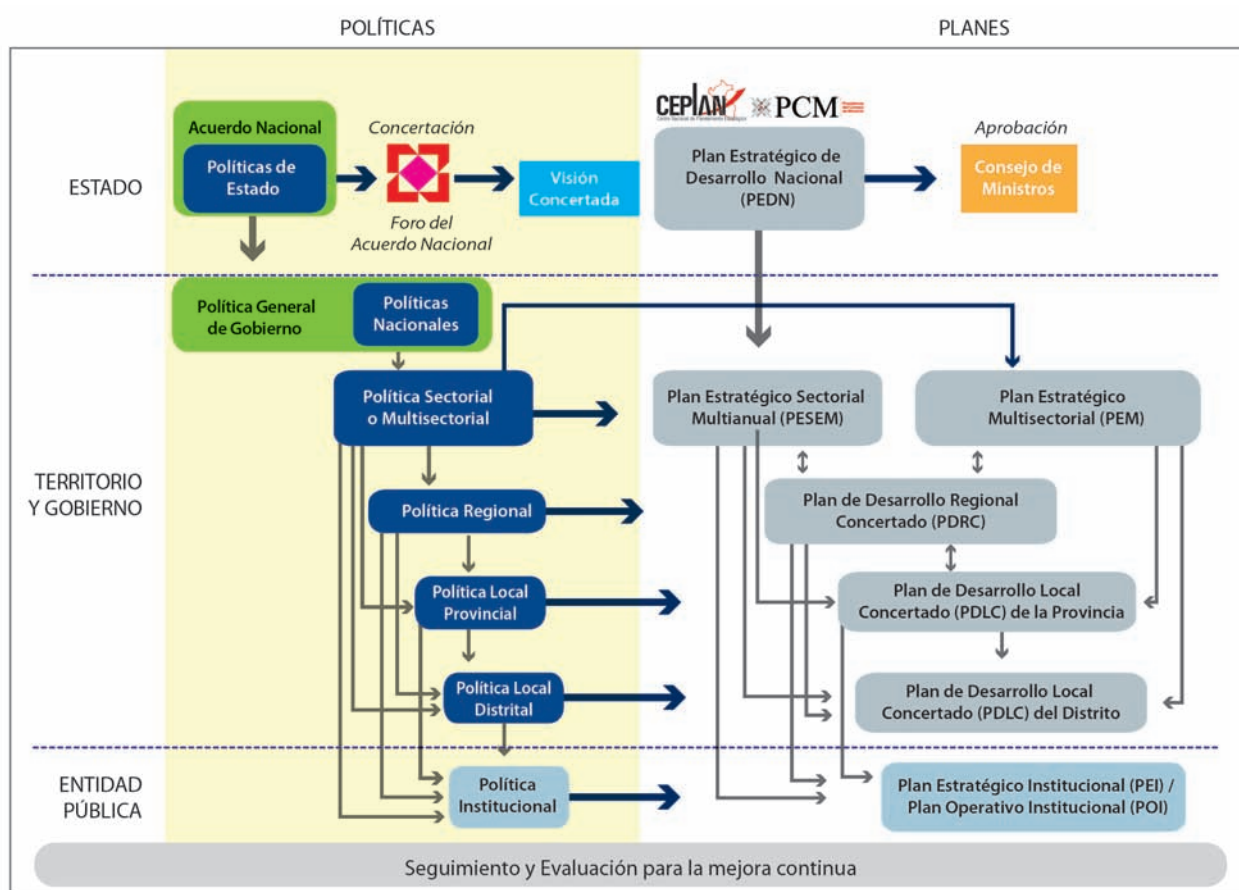 POLÍTICAS
PLANES
ESTADO
Acuerdo Nacional
Políticas de
Estado
Concertación
Foro del
Acuerdo Nacional
Visión
Concertada
CEPLAN
PCM
Plan Estratégico de
Desarrollo Nacional
(PEDN)
Aprobación
Consejo de
Ministros
TERRITORIO
Y GOBIERNO
Política General
de Gobierno
Políticas
Nacionales
Política Sectorial
o Multisectorial
Plan Estratégico Sectorial
Multianual (PESEM)
Plan Estratégico
Multisectorial (PEM)
Política Regional
Plan de Desarrollo Regional
Concertado (PDRC)
Política Local
Provincial
Plan de Desarrollo Local
Concertado (PDLC) de la Provincia
Política Local
Distrital
Plan de Desarrollo Local
Concertado (PDLC) del Distrito
ENTIDAD
PÚBLICA
Política
Institucional
Plan Estratégico Institucional (PEI) /
Plan Operativo Institucional (POI)
Seguimiento y Evaluación para la mejora continua